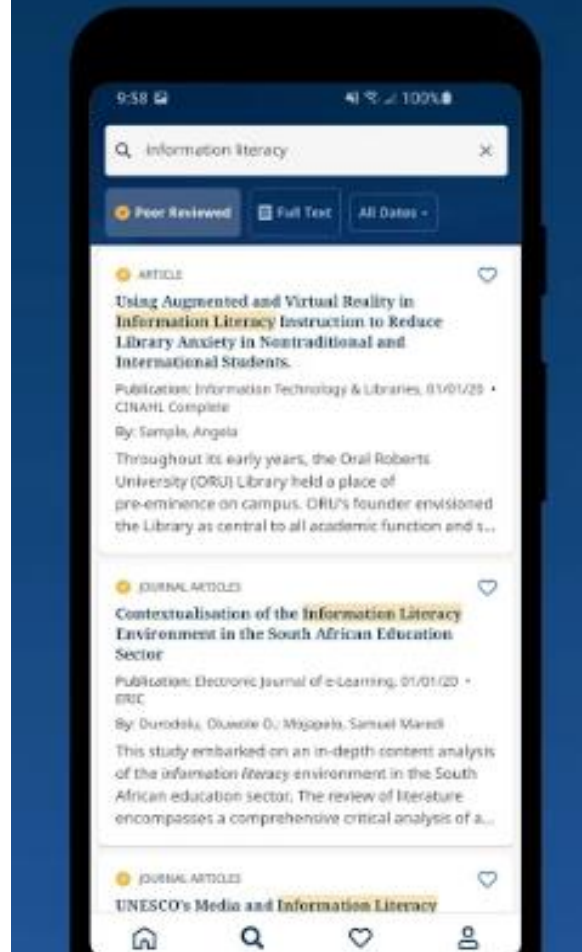 9:58 100%
information literacy
Peer Reviewed Full Text All Dates
ARTICLE
Using Augmented and Virtual Reality in
Information Literacy Instruction to Reduce
Library Anxiety in Nontraditional and
International Students.
Publication: Information Technology & Libraries, 01/01/20 •
CINAHL Complete
By: Sample, Angela
Throughout its early years, the Oral Roberts
University (ORU) Library held a place of
pre-eminence on campus. ORU's founder envisioned
the Library as central to all academic function and s...
JOURNAL ARTICLES
Contextualisation of the Information Literacy
Environment in the South African Education
Sector
Publication: Electronic Journal of e-Learning, 01/01/20 •
ERIC
By: Durodolu, Oluwole O.; Mojapelo, Samuel Maredi
This study embarked on an in-depth content analysis
of the information literacy environment in the South
African education sector. The review of literature
encompasses a comprehensive critical analysis of a...
JOURNAL ARTICLES
UNESCO's Media and Information Literacy